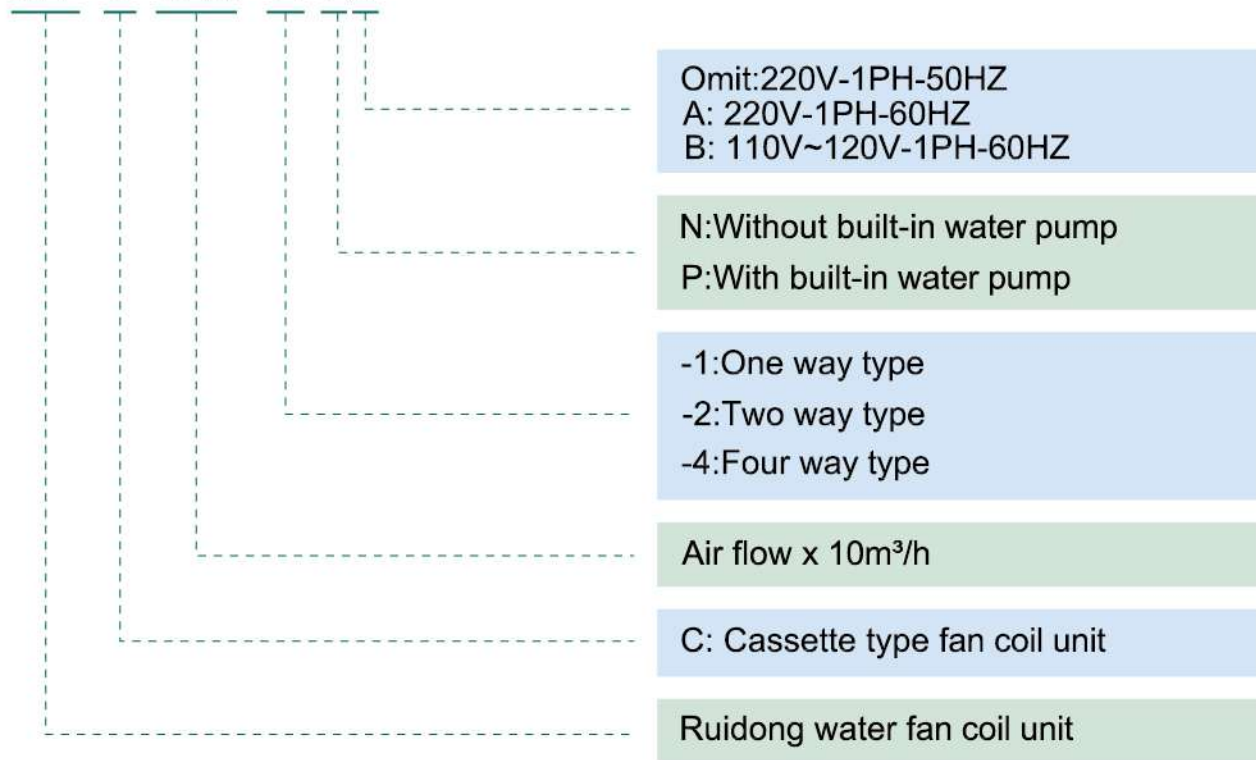 Omit:220V-1PH-50HZ
A: 220V-1PH-60HZ
B: 110V~120V-1PH-60HZ
N:Without built-in water pump
P:With built-in water pump
-1:One way type
-2:Two way type
-4:Four way type
Air flow x 10m³/h
C: Cassette type fan coil unit
Ruidong water fan coil unit